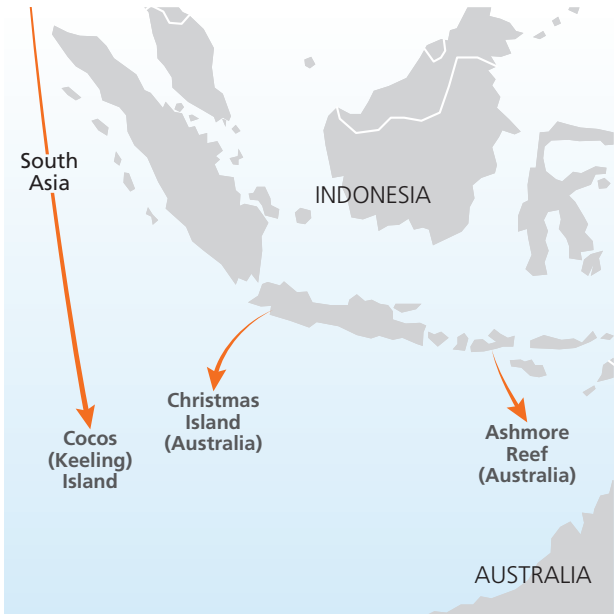 South
Asia
INDONESIA
Christmas
Island
(Australia)
Cocos
(Keeling)
Island
Ashmore
Reef
(Australia)
AUSTRALIA